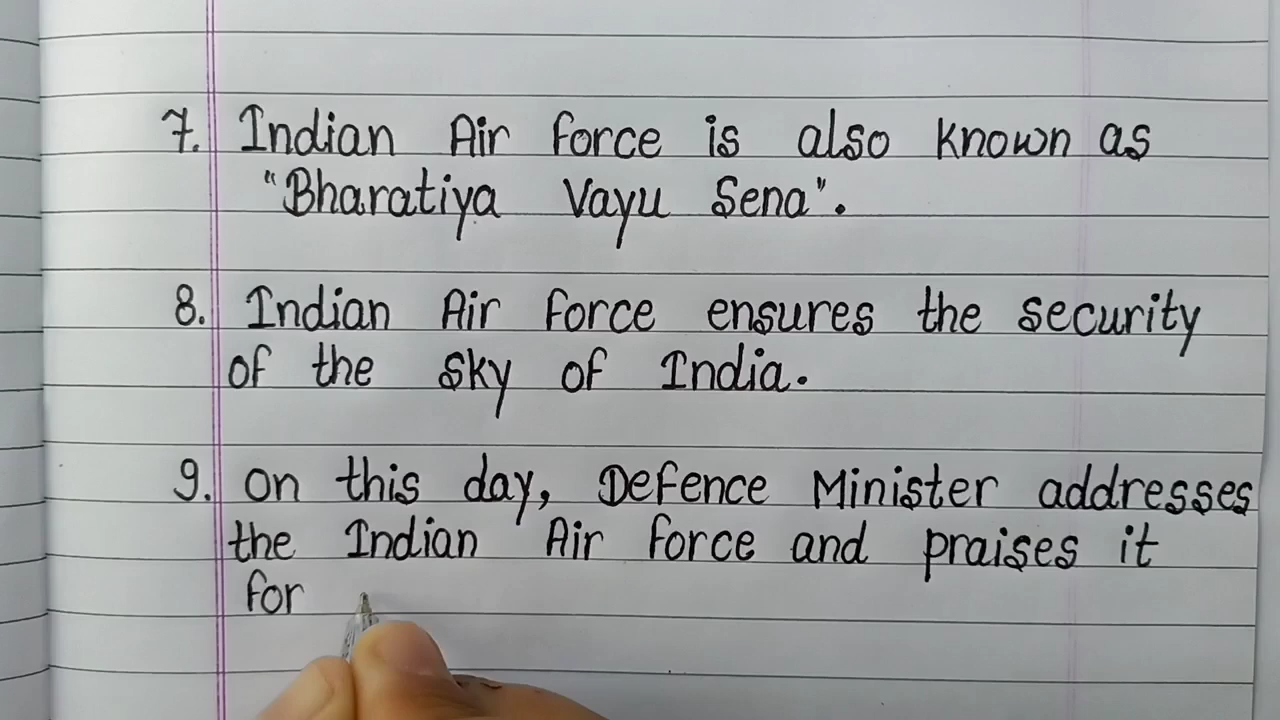 7. Indian Air Force is also known as
"Bharatiya Vayu Sena".
8. Indian Air Force ensures the security
of the sky of India.
9. On this day, Defence Minister addresses
the Indian Air Force and praises it
for